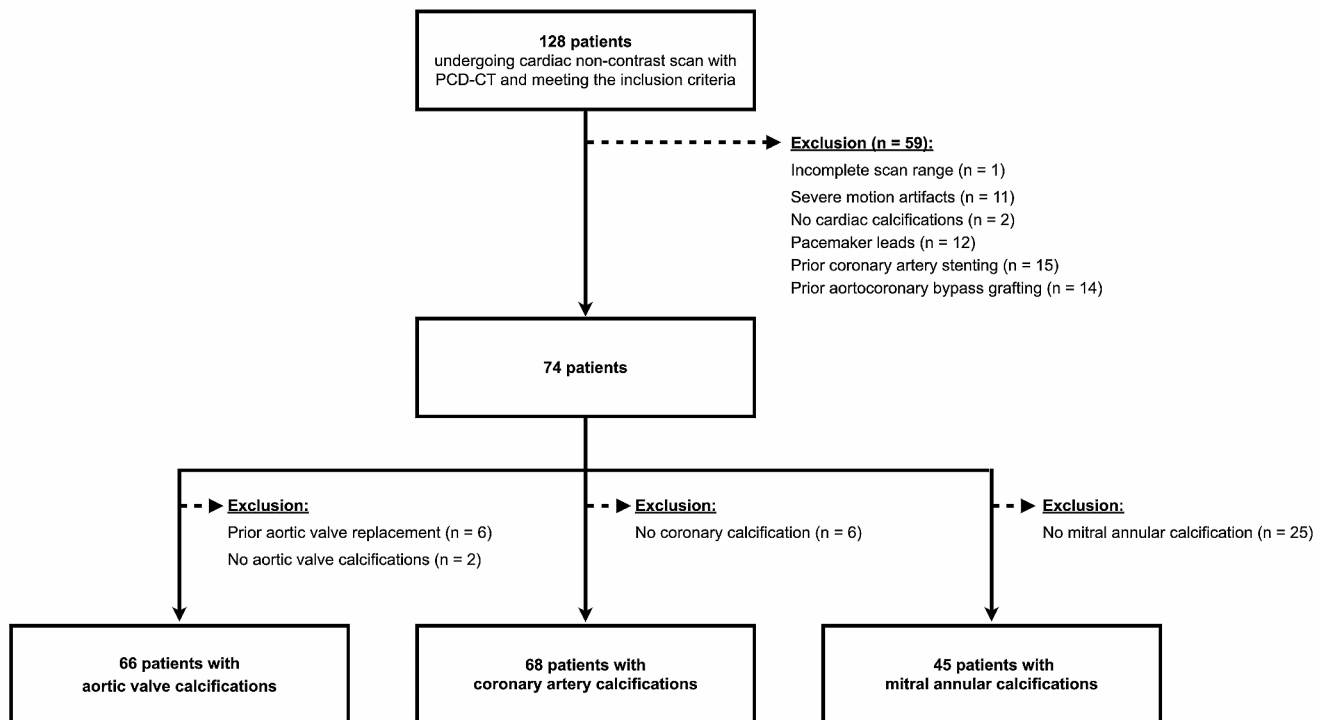 128 patients
undergoing cardiac non-contrast scan with
PCD-CT and meeting the inclusion criteria
Exclusion (n = 59):
Incomplete scan range (n = 1)
Severe motion artifacts (n = 11)
No cardiac calcifications (n = 2)
Pacemaker leads (n = 12)
Prior coronary artery stenting (n = 15)
Prior aortocoronary bypass grafting (n = 14)
74 patients
Exclusion:
Prior aortic valve replacement (n = 6)
No aortic valve calcifications (n = 2)
Exclusion:
No coronary calcification (n = 6)
Exclusion:
No mitral annular calcification (n = 25)
66 patients with
aortic valve calcifications
68 patients with
coronary artery calcifications
45 patients with
mitral annular calcifications